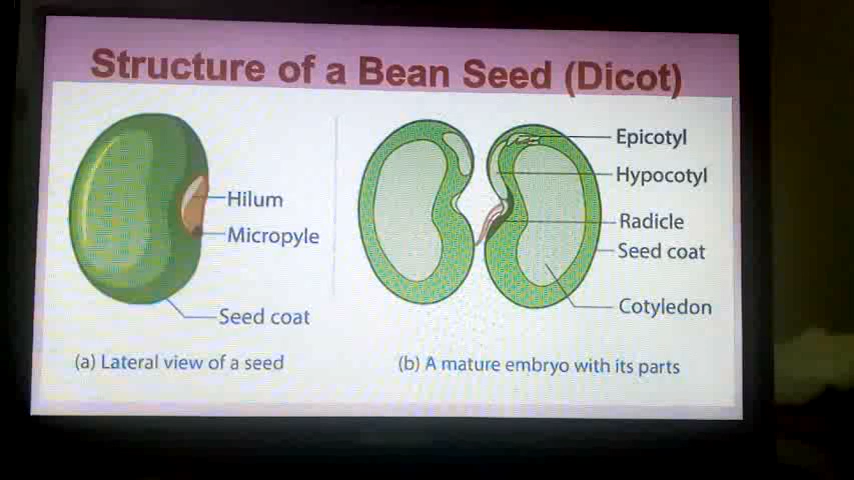 Structure of a Bean Seed (Dicot)
Hilum
Micropyle
Seed coat
(a) Lateral view of a seed
Epicotyl
Hypocotyl
Radicle
Seed coat
Cotyledon
(b) A mature embryo with its parts